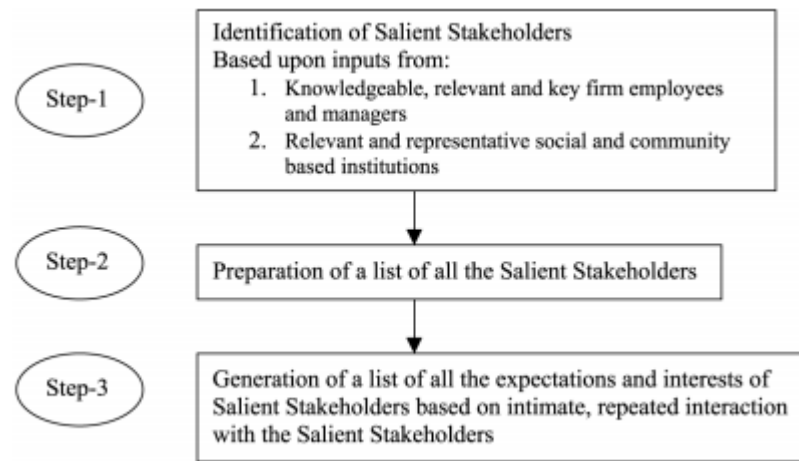 Step-1
Identification of Salient Stakeholders
Based upon inputs from:
1. Knowledgeable, relevant and key firm employees
and managers
2. Relevant and representative social and community
based institutions
Step-2
Preparation of a list of all the Salient Stakeholders
Step-3
Generation of a list of all the expectations and interests of
Salient Stakeholders based on intimate, repeated interaction
with the Salient Stakeholders